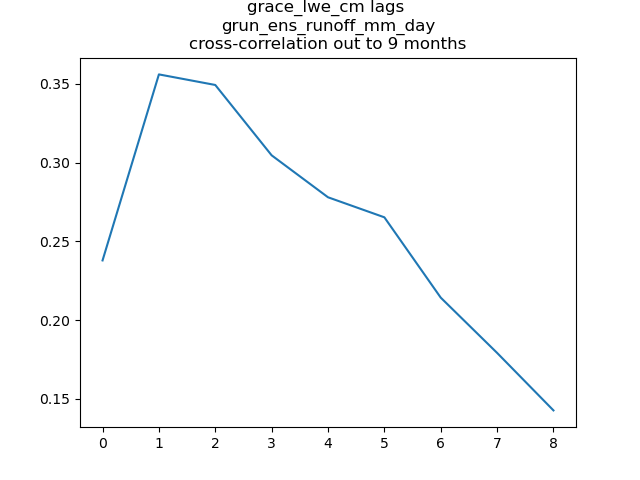 grace_lwe_cm lags
grun_ens_runoff_mm_day
cross-correlation out to 9 months
0.35
0.30
0.25
0.20
0.15
0 1 2 3 4 5 6 7 8